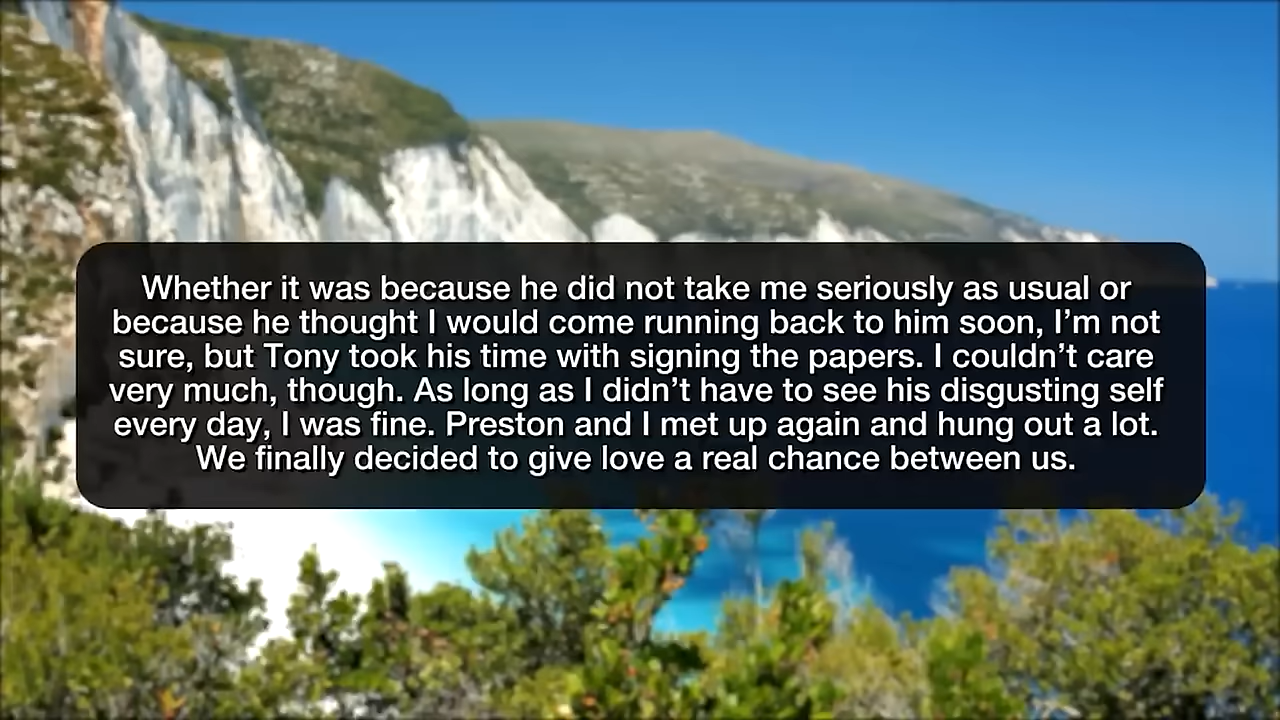 Whether it was because he did not take me seriously as usual or
because he thought I would come running back to him soon, I’m not
sure, but Tony took his time with signing the papers. I couldn’t care
very much, though. As long as I didn’t have to see his disgusting self
every day, I was fine. Preston and I met up again and hung out a lot.
We finally decided to give love a real chance between us.